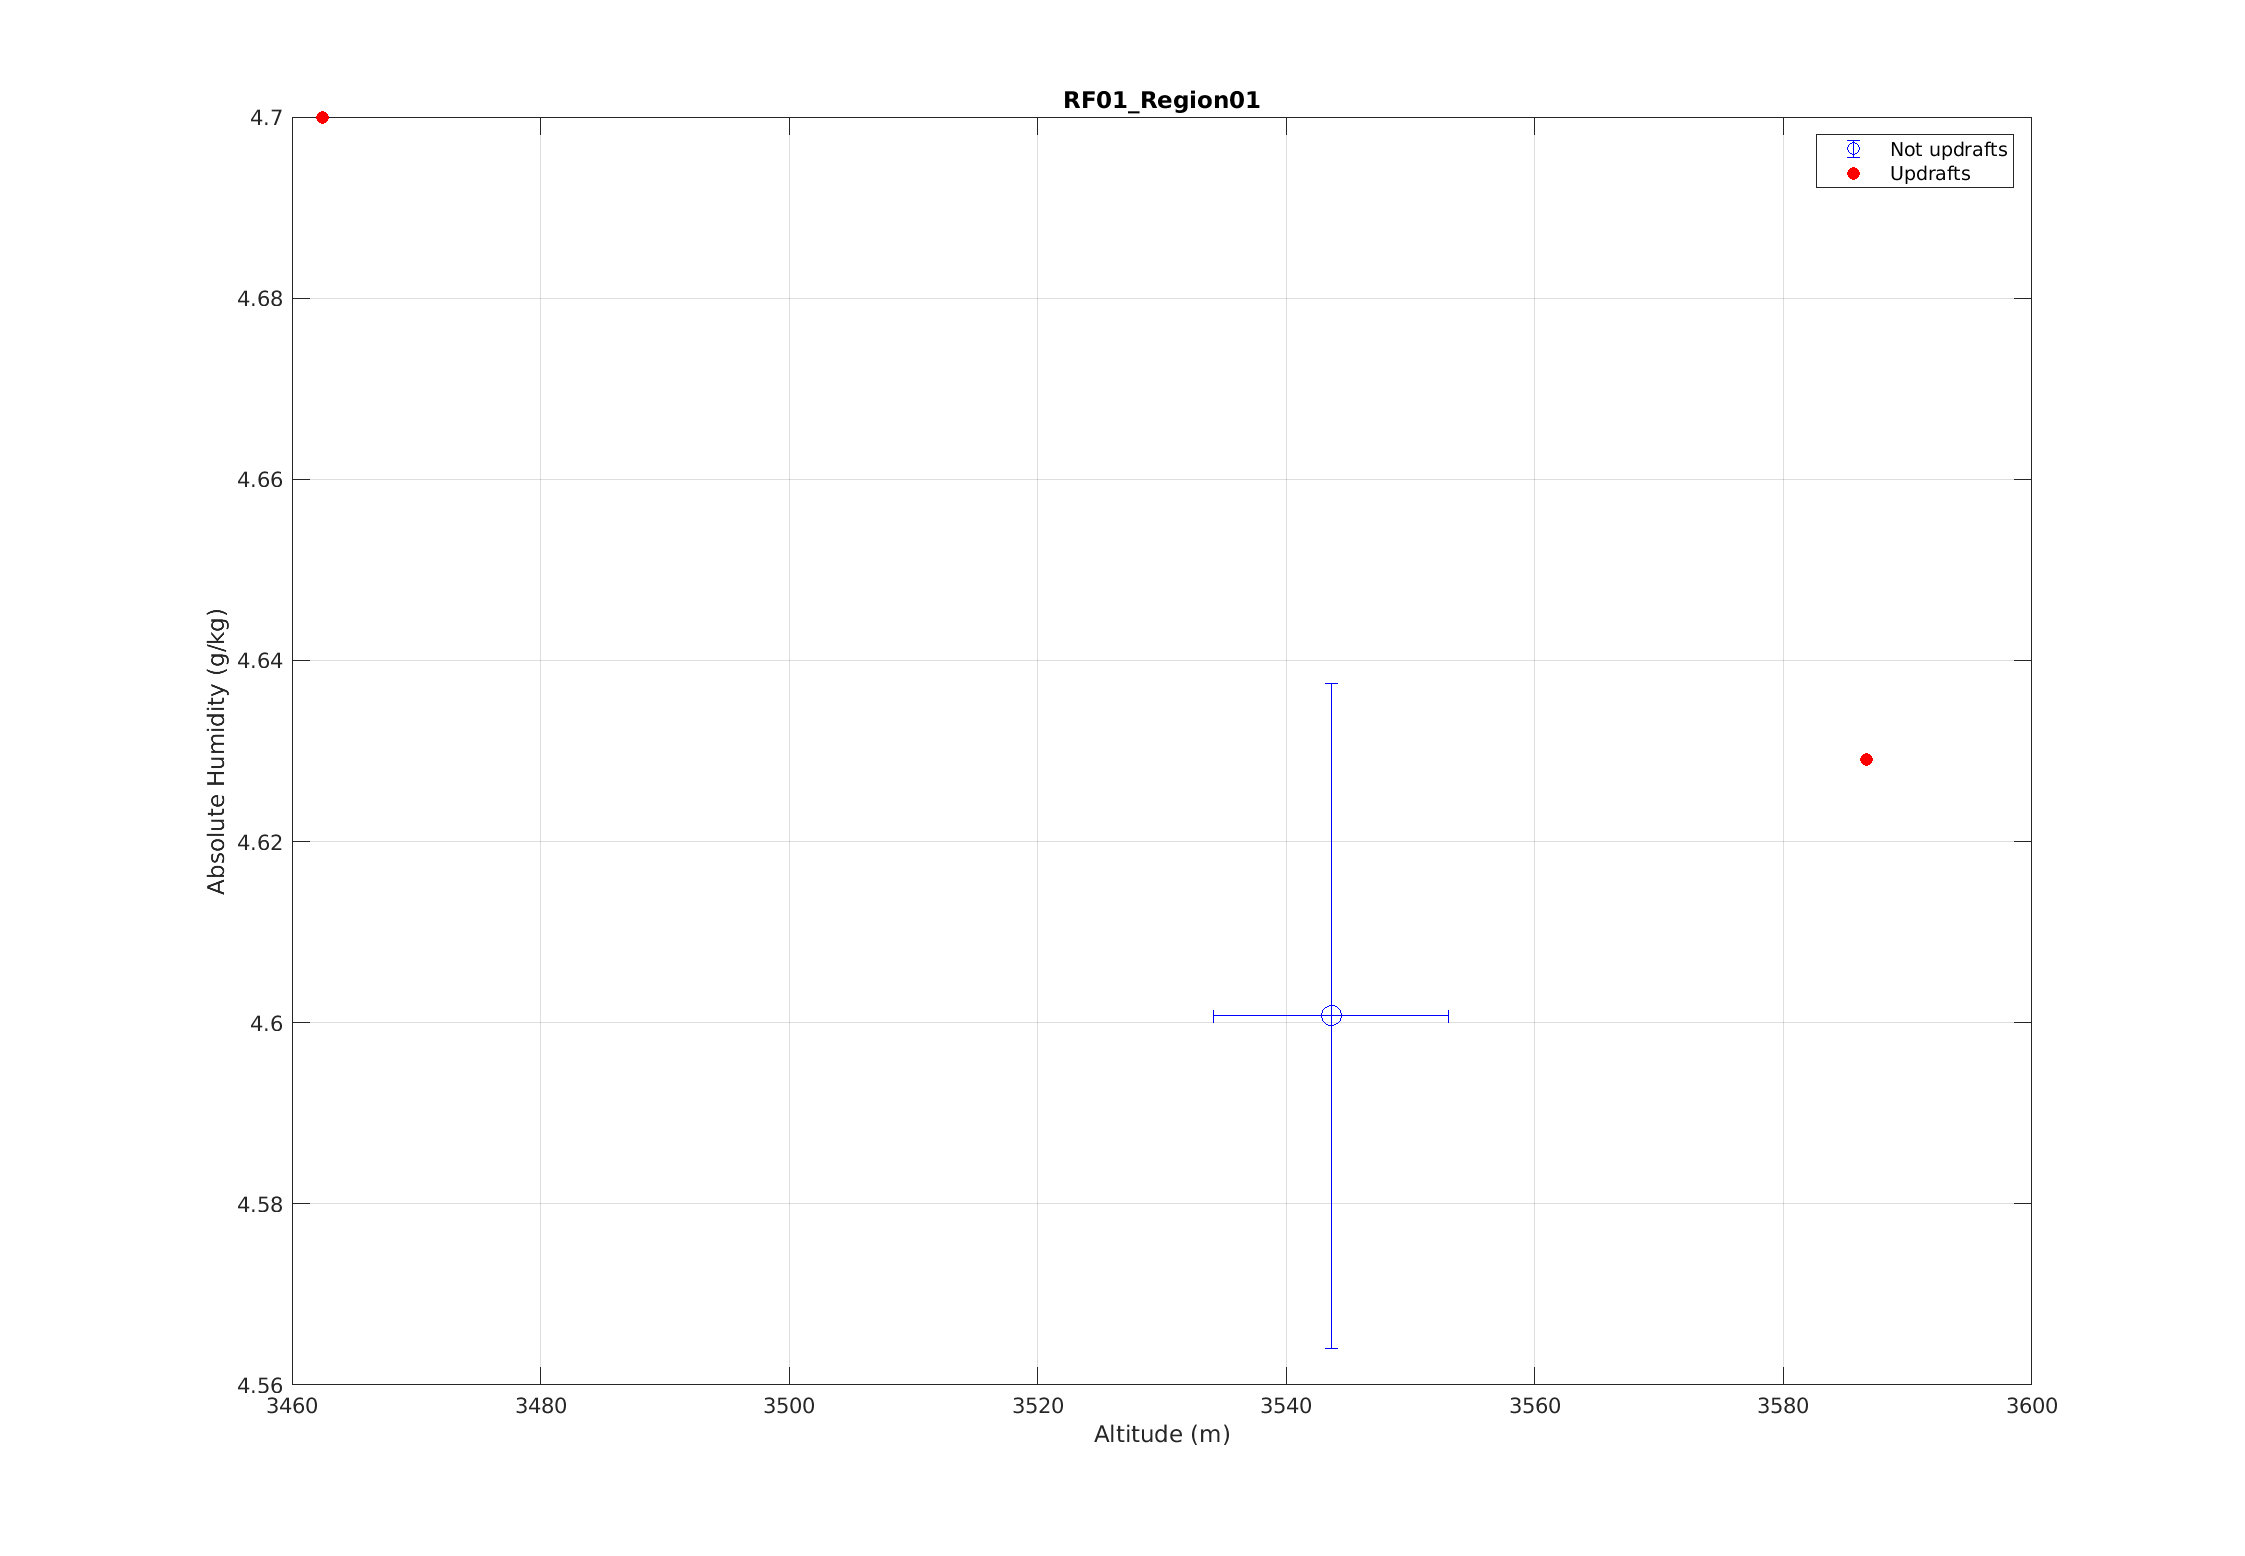 RF01_Region01
Not updrafts
Updrafts
4.7
4.68
4.66
4.64
4.62
4.6
4.58
4.56
Absolute Humidity (g/kg)
3460 3480 3500 3520 3540 3560 3580 3600
Altitude (m)